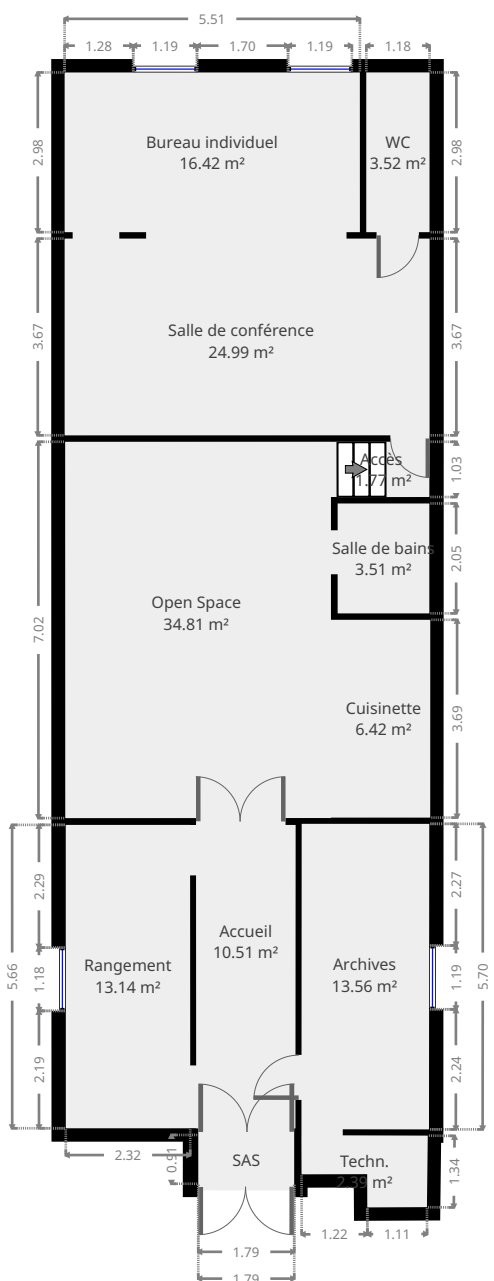 5.51
1.28 1.19 1.70 1.19 1.18
2.98
Bureau individuel
16.42 m²
WC
3.52 m²
2.98
3.67
Salle de conférence
24.99 m²
3.67
Accès
1.77 m²
1.03
Salle de bains
3.51 m²
2.05
7.02
Open Space
34.81 m²
Cuisinette
6.42 m²
3.69
2.29
2.27
5.66
1.18
Rangement
13.14 m²
Accueil
10.51 m²
Archives
13.56 m²
1.19
5.70
2.19
2.24
2.32
0.91
SAS
Techn.
2.39 m²
1.34
1.22 1.11
1.79
1.79